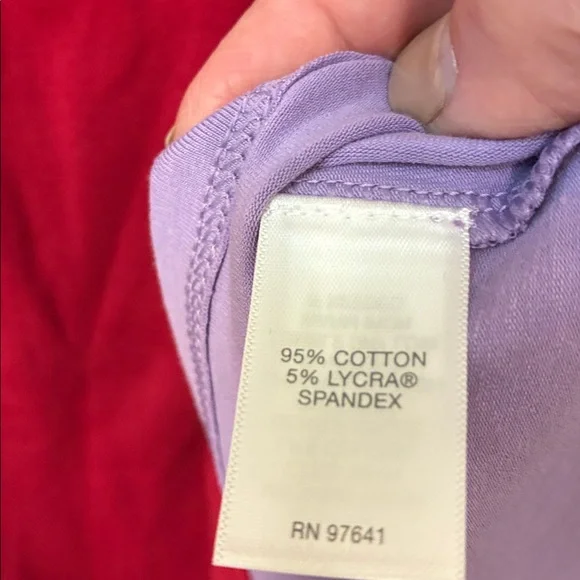 95% COTTON
5% LYCRA®
SPANDEX
RN 97641